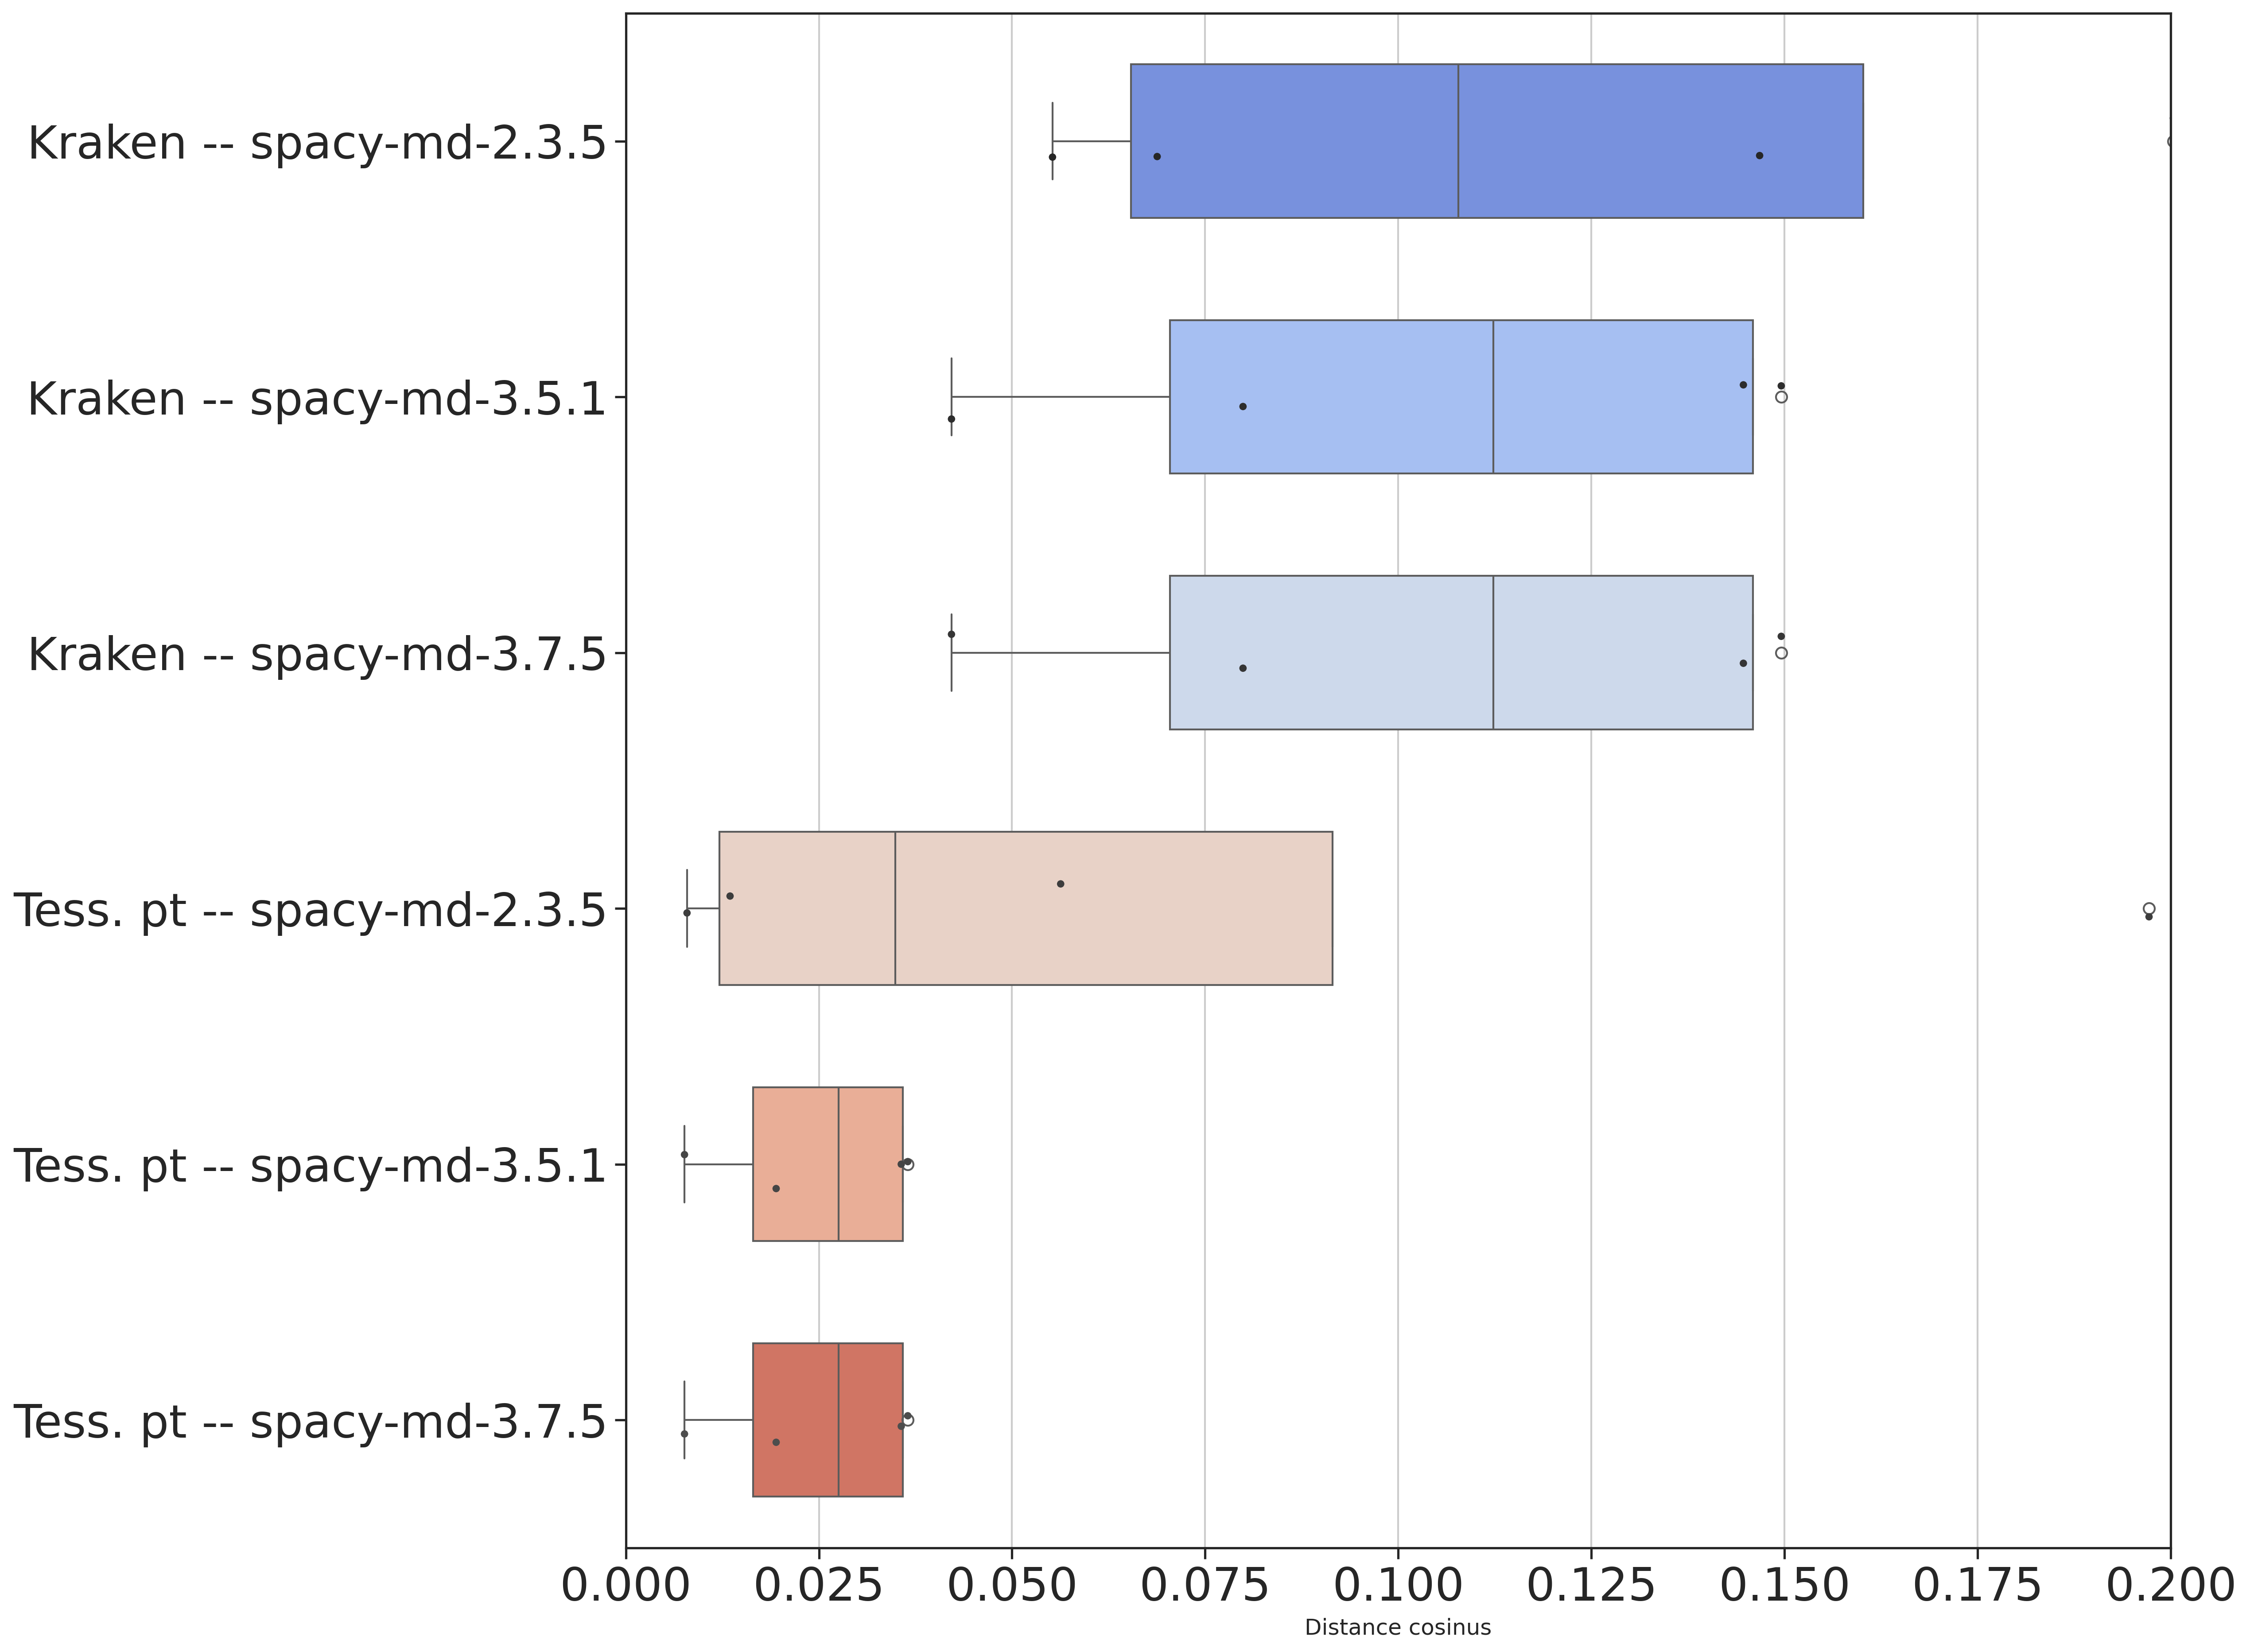 Kraken -- spacy-md-2.3.5
Kraken -- spacy-md-3.5.1
Kraken -- spacy-md-3.7.5
Tess. pt -- spacy-md-2.3.5
Tess. pt -- spacy-md-3.5.1
Tess. pt -- spacy-md-3.7.5
0.000 0.025 0.050 0.075 0.100 0.125 0.150 0.175 0.200
Distance cosinus